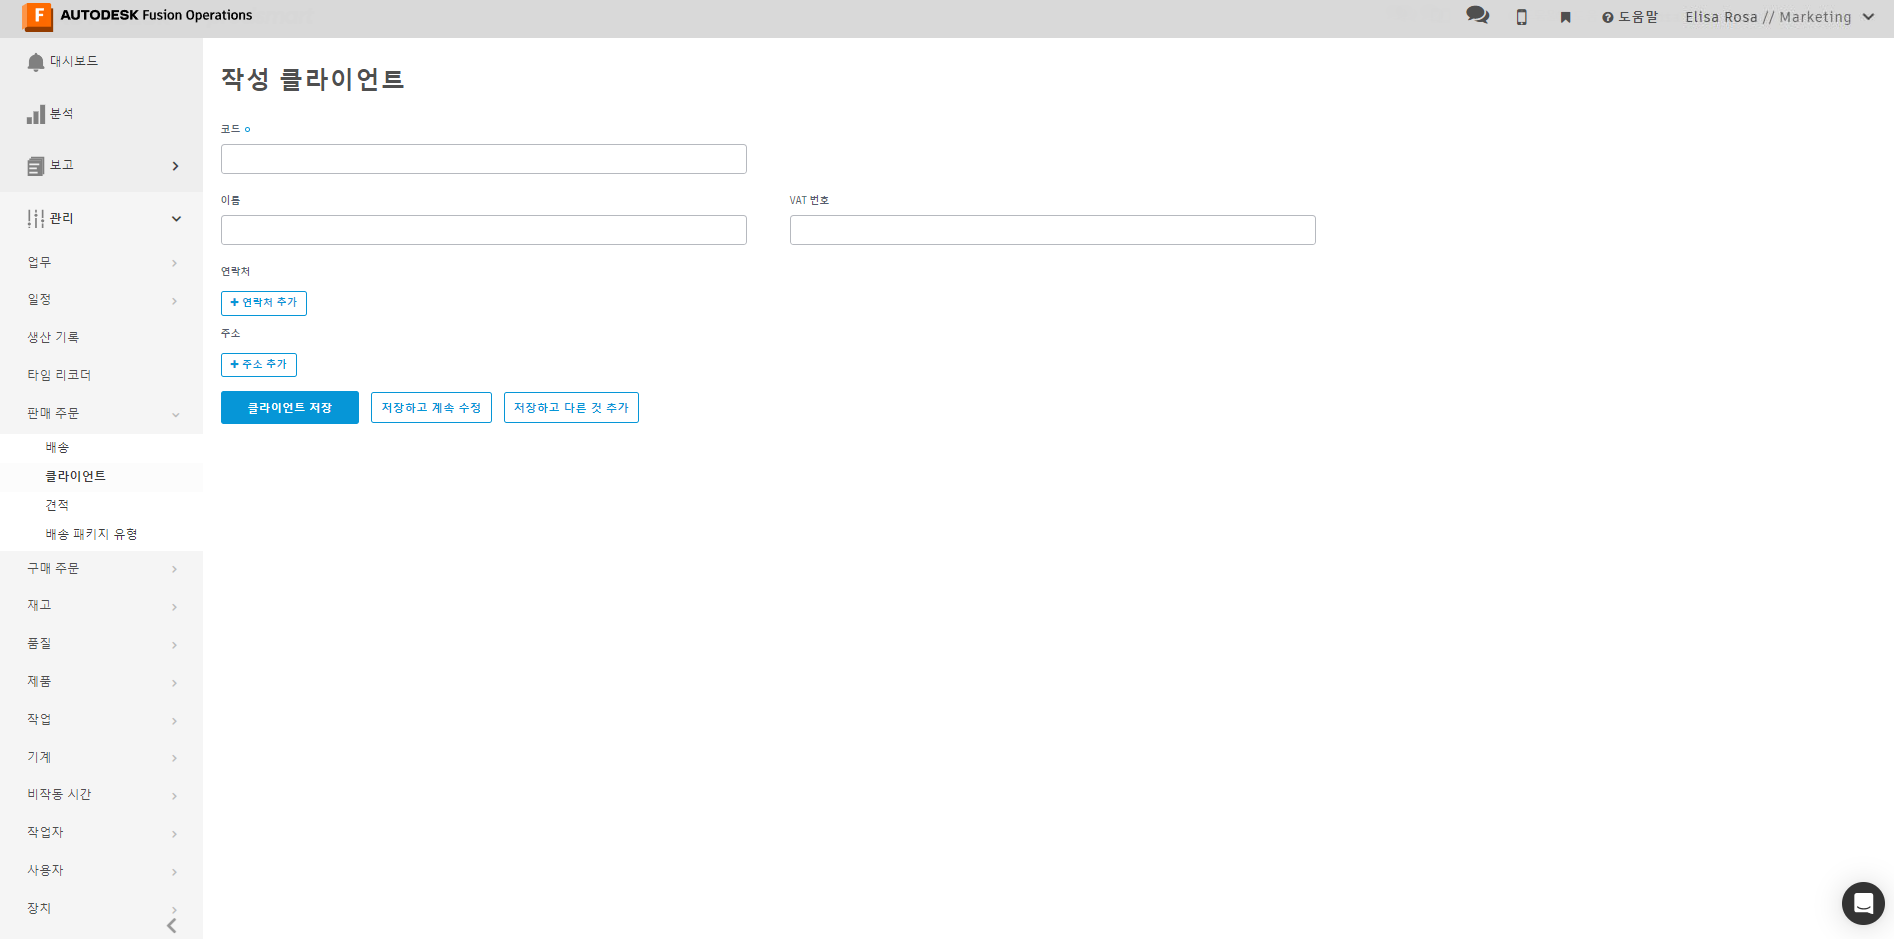 AUTODESK Fusion Operations
도움말
Elisa Rosa // Marketing
대시보드
분석
보고
관리
업무
일정
생산 기록
타임 리코더
판매 주문
배송
클라이언트
견적
배송 패키지 유형
구매 주문
재고
품질
제품
작업
기계
비작동 시간
작업자
사용자
장치
작성 클라이언트
코드
이름
VAT 번호
연락처
+ 연락처 추가
주소
+ 주소 추가
클라이언트 저장
저장하고 계속 수정
저장하고 다른 것 추가